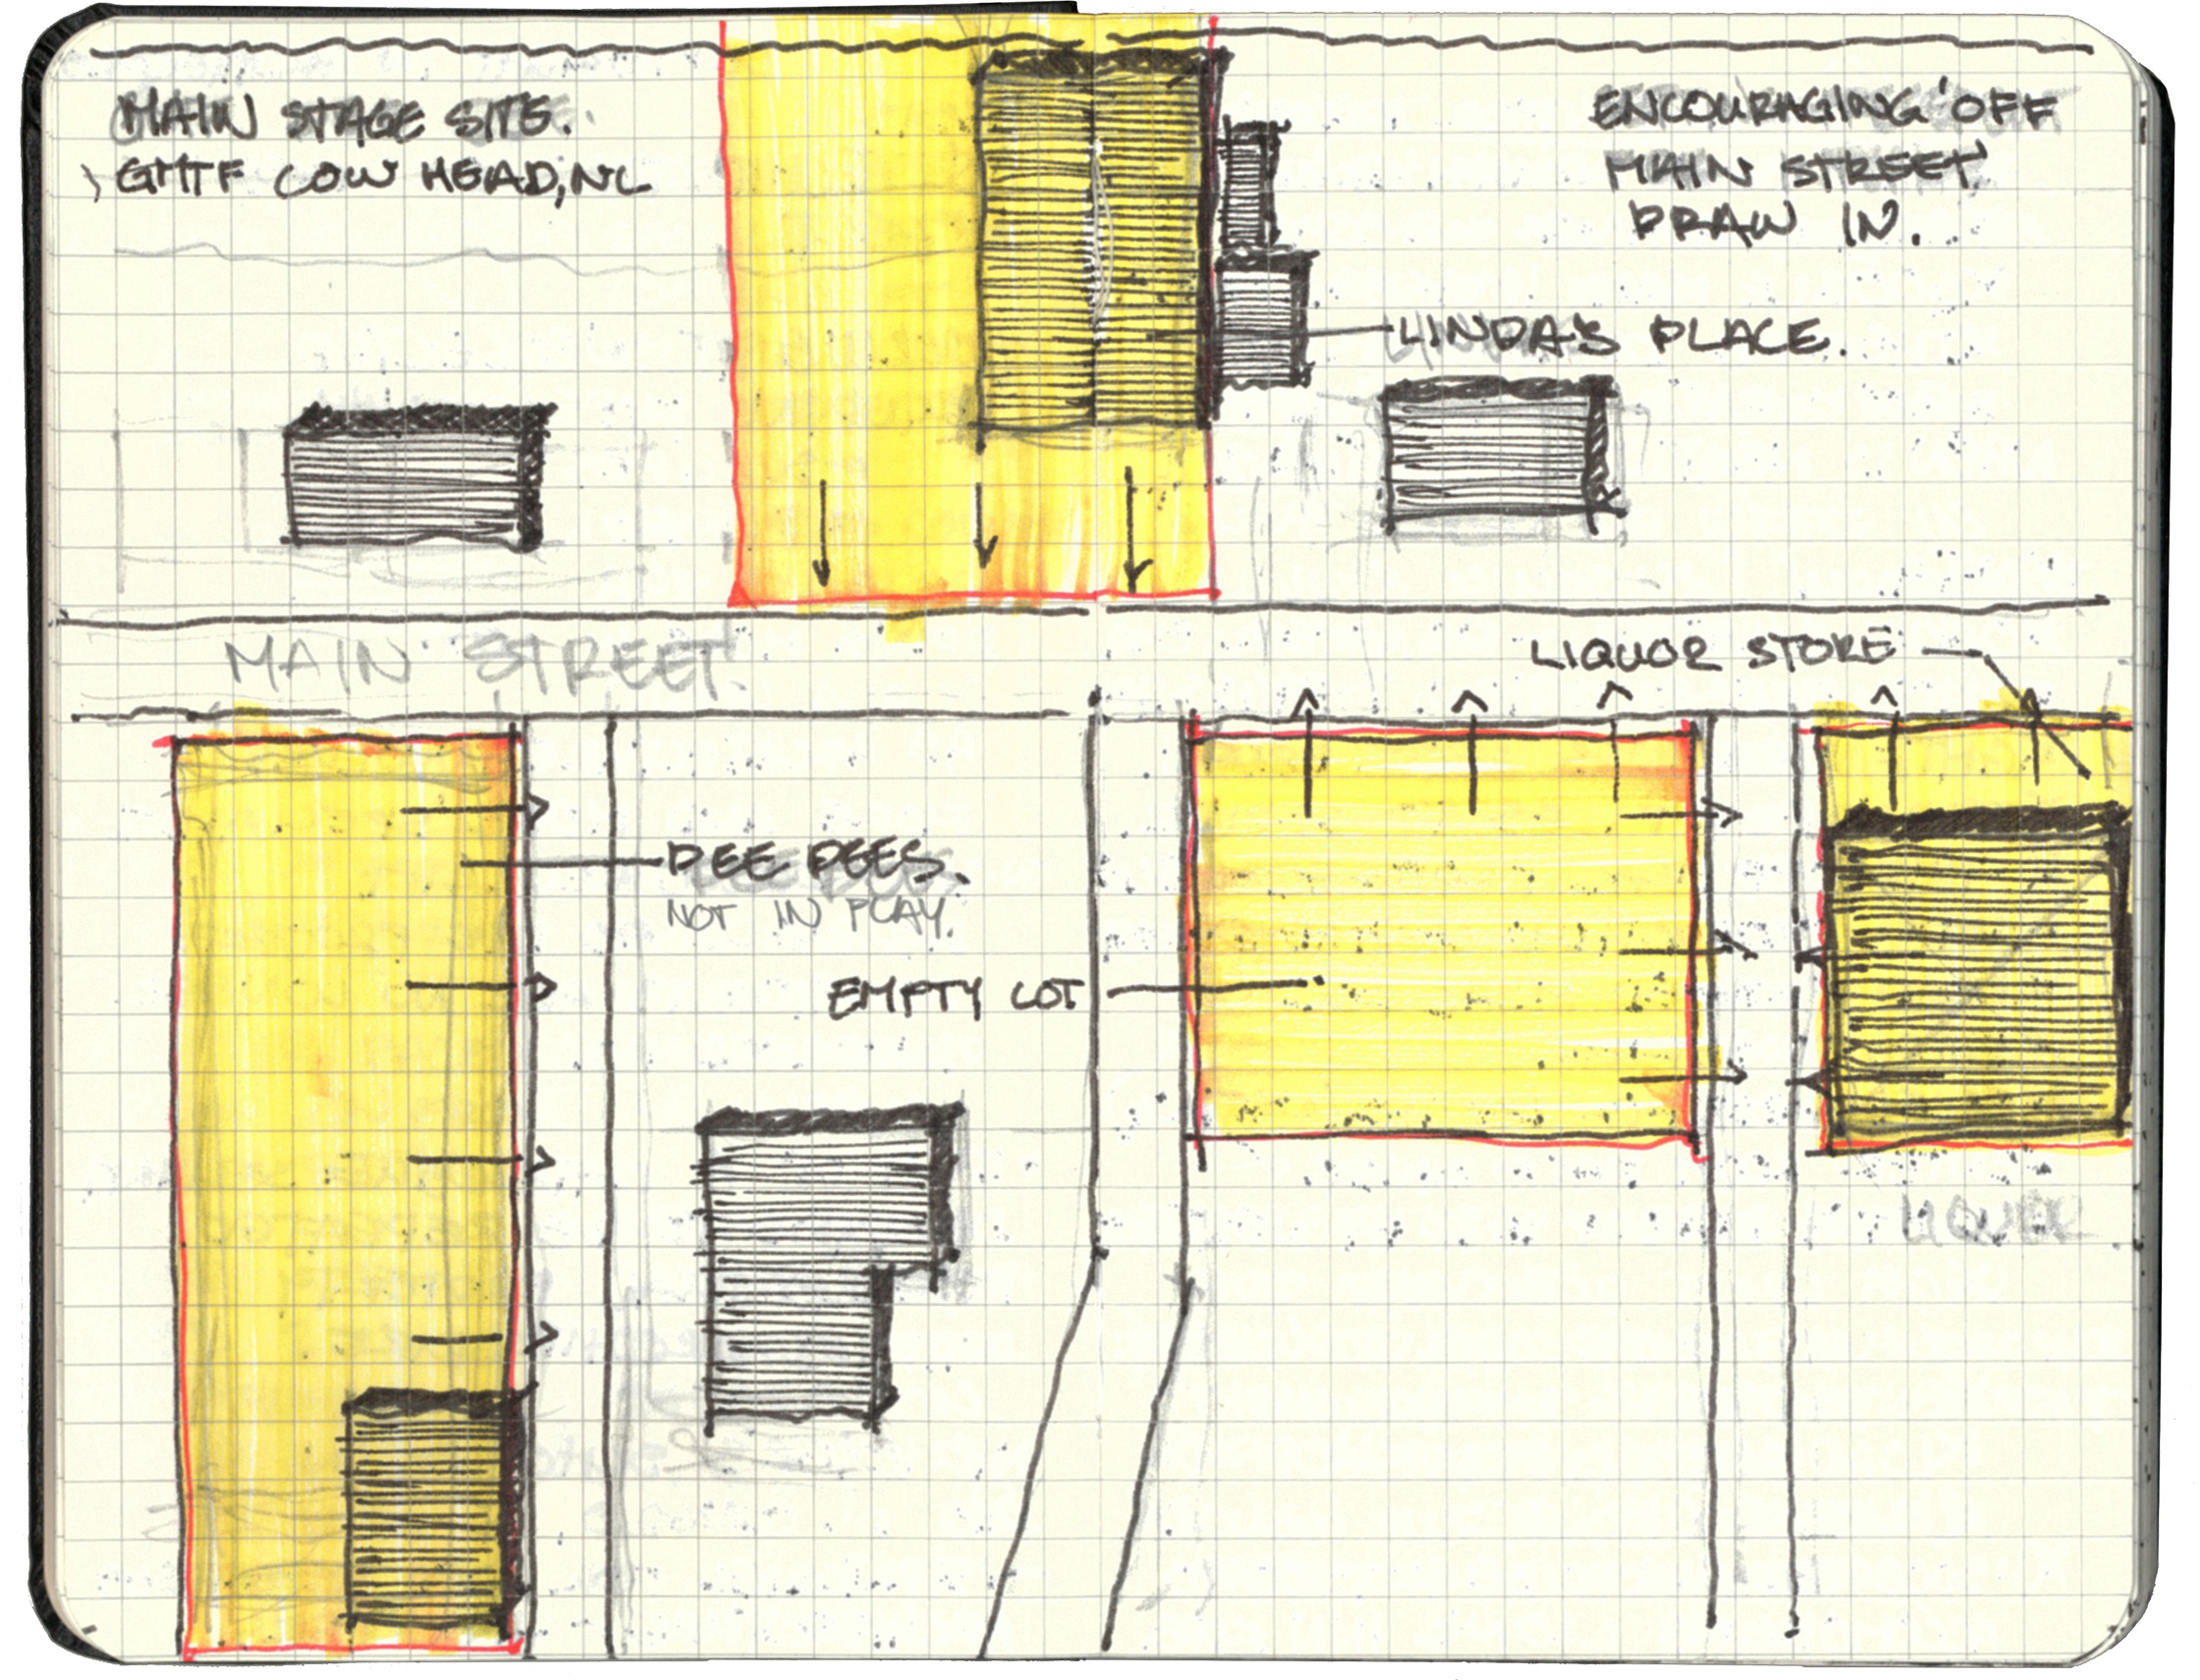 MAIN STAGE SITE.
GMTF COW HEAD, NL
ENCOURAGING 'OFF
MAIN STREET'
DRAW IN.
LINDA'S PLACE.
MAIN STREET.
LIQUOR STORE
DEE DEES.
NOT IN PLAY.
EMPTY LOT
LIQUOR